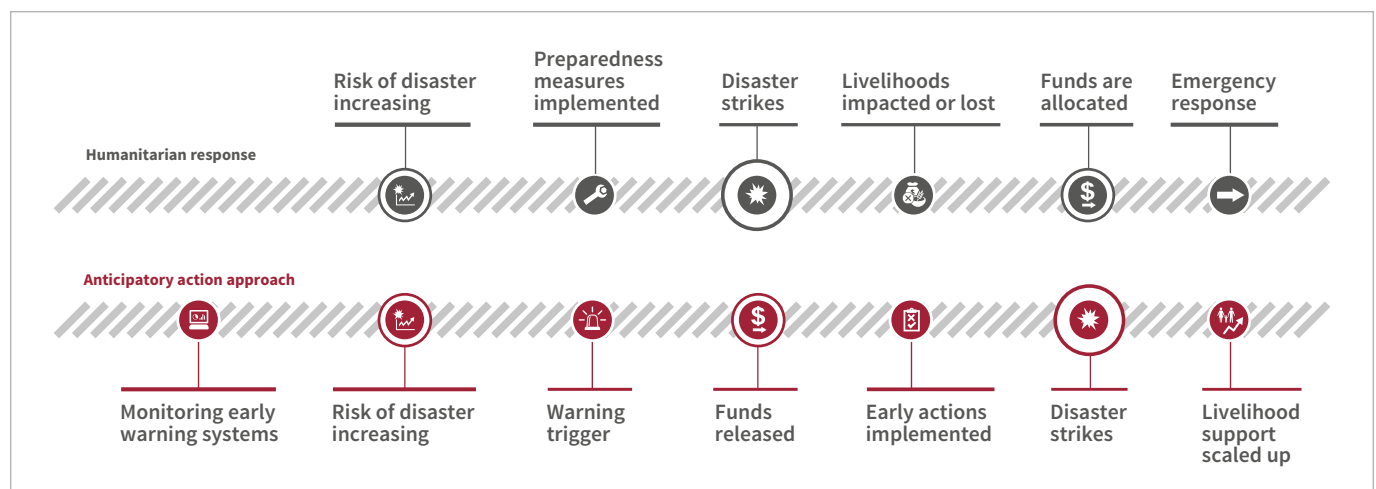 Risk of disaster
increasing
Preparedness
measures
implemented
Disaster
strikes
Livelihoods
impacted or lost
Funds are
allocated
Emergency
response
Humanitarian response
$
Anticipatory action approach
$
Monitoring early
warning systems
Risk of disaster
increasing
Warning
trigger
Funds
released
Early actions
implemented
Disaster
strikes
Livelihood
support
scaled up